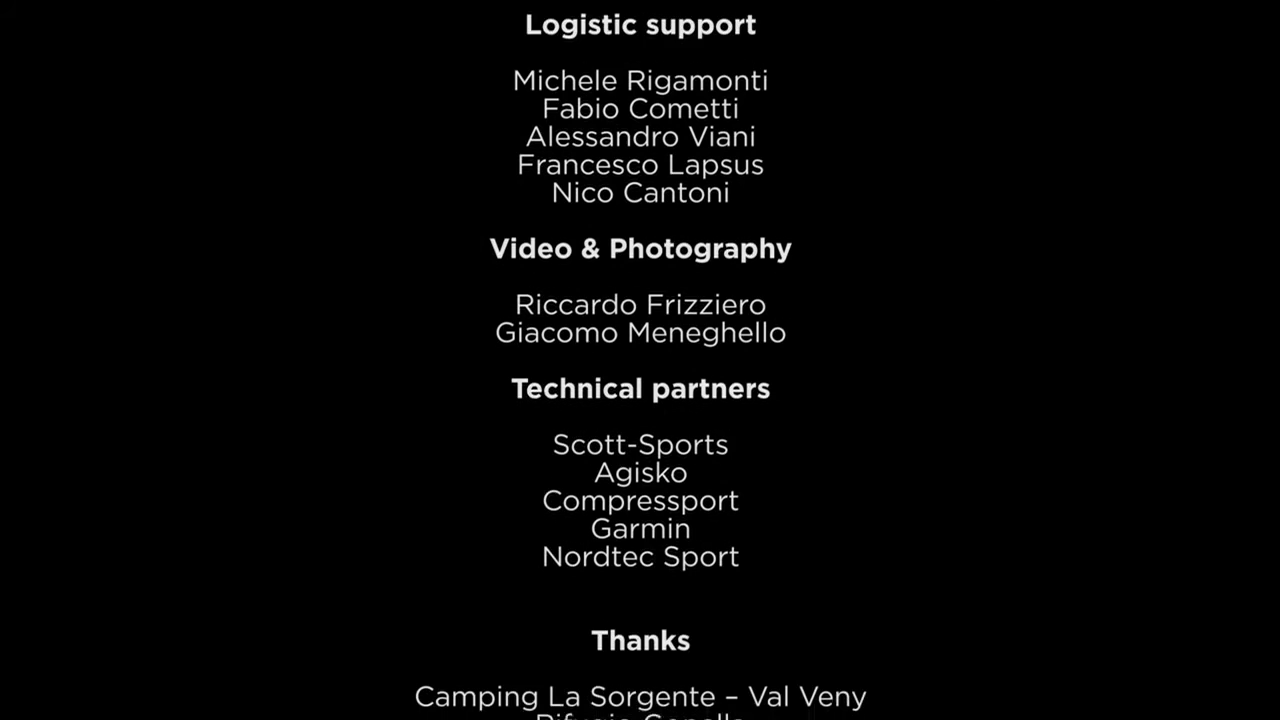 Logistic support
Michele Rigamonti
Fabio Cometti
Alessandro Viani
Francesco Lapsus
Nico Cantoni
Video & Photography
Riccardo Frizziero
Giacomo Meneghello
Technical partners
Scott-Sports
Agisko
Compressport
Garmin
Nordtec Sport
Thanks
Camping La Sorgente – Val Veny
Rifugio